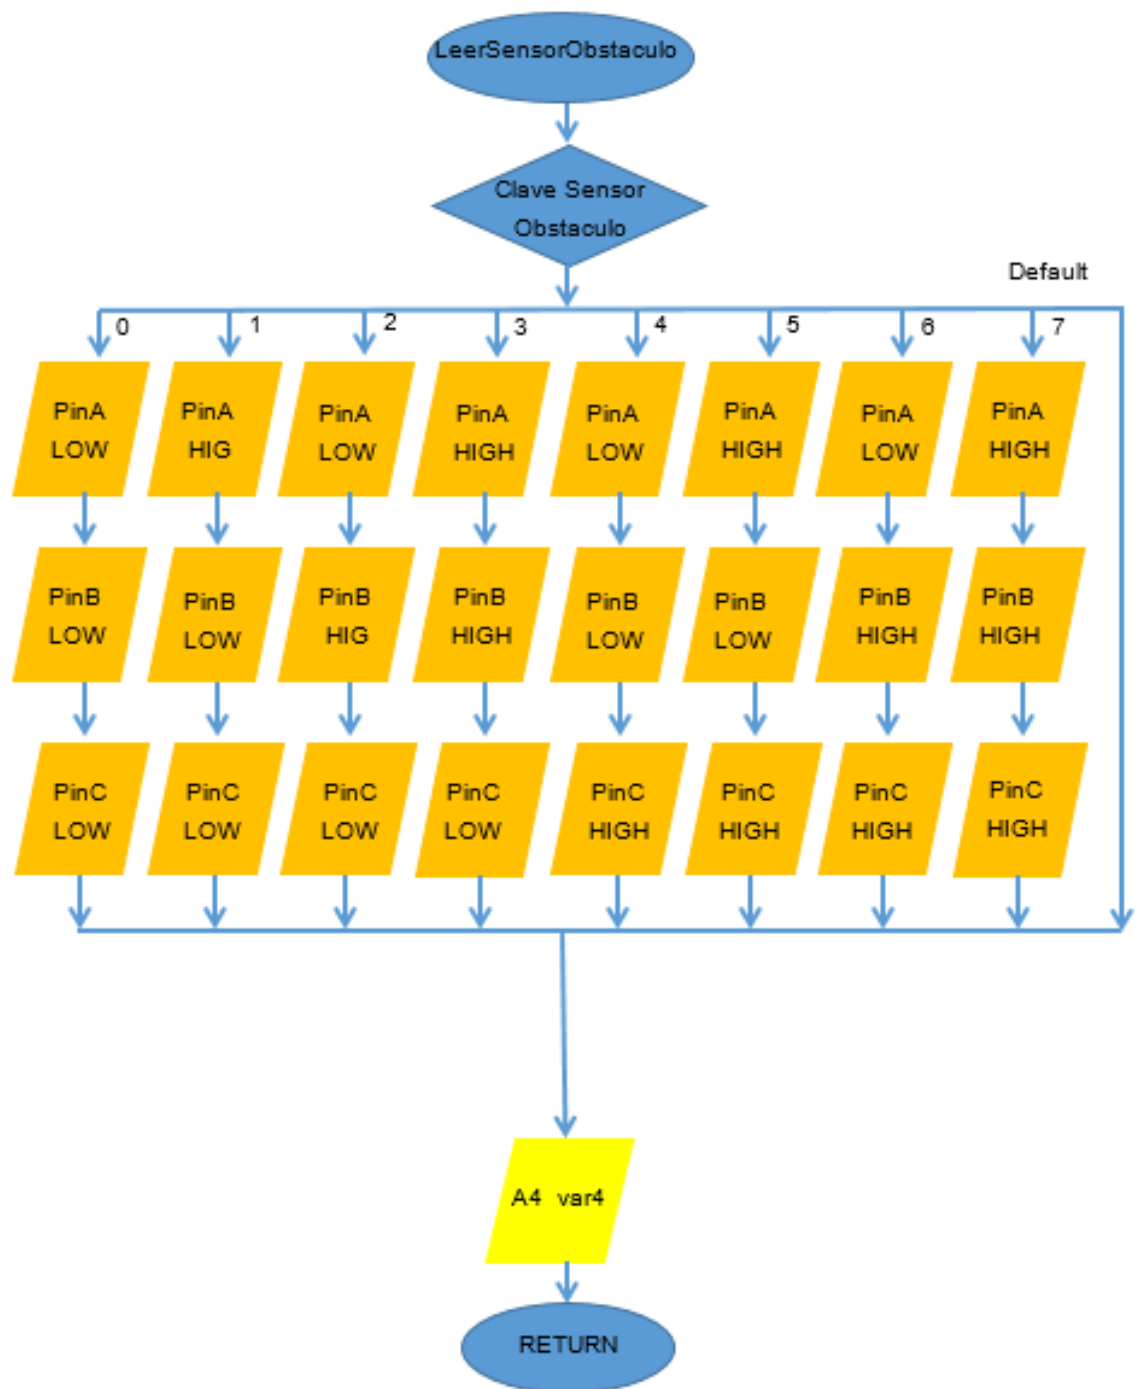 LeerSensorObstaculo
Clave Sensor
Obstaculo
Default
0 1 2 3 4 5 6 7
PinA PinA PinA PinA PinA PinA PinA PinA
LOW HIG LOW HIGH LOW HIGH LOW HIGH
PinB PinB PinB PinB PinB PinB PinB PinB
LOW LOW HIG HIGH LOW LOW HIGH HIGH
PinC PinC PinC PinC PinC PinC PinC PinC
LOW LOW LOW LOW HIGH HIGH HIGH HIGH
A4 var4
RETURN